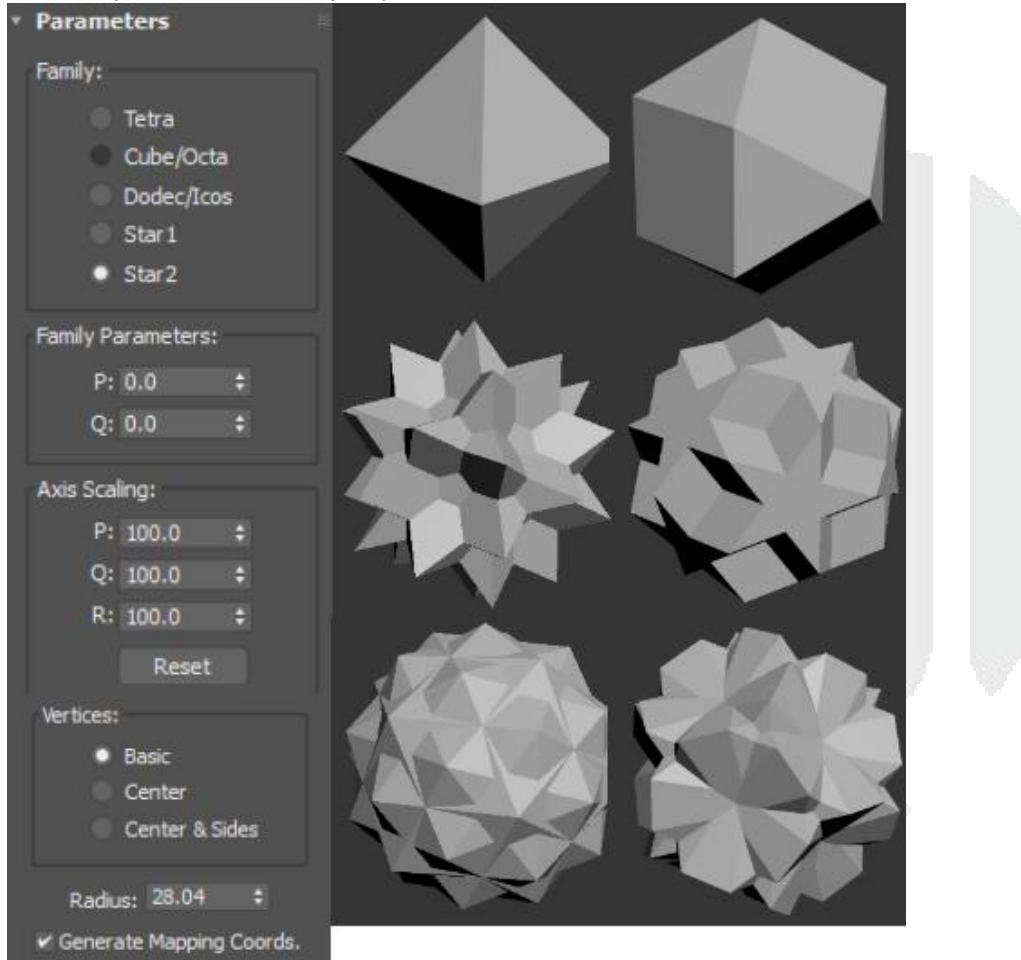 Parameters
Family:
Tetra
Cube/Octa
Dodec/Icos
Star1
Star2
Family Parameters:
P: 0.0
Q: 0.0
Axis Scaling:
P: 100.0
Q: 100.0
R: 100.0
Reset
Vertices:
Basic
Center
Center & Sides
Radius: 28.04
Generate Mapping Coords.